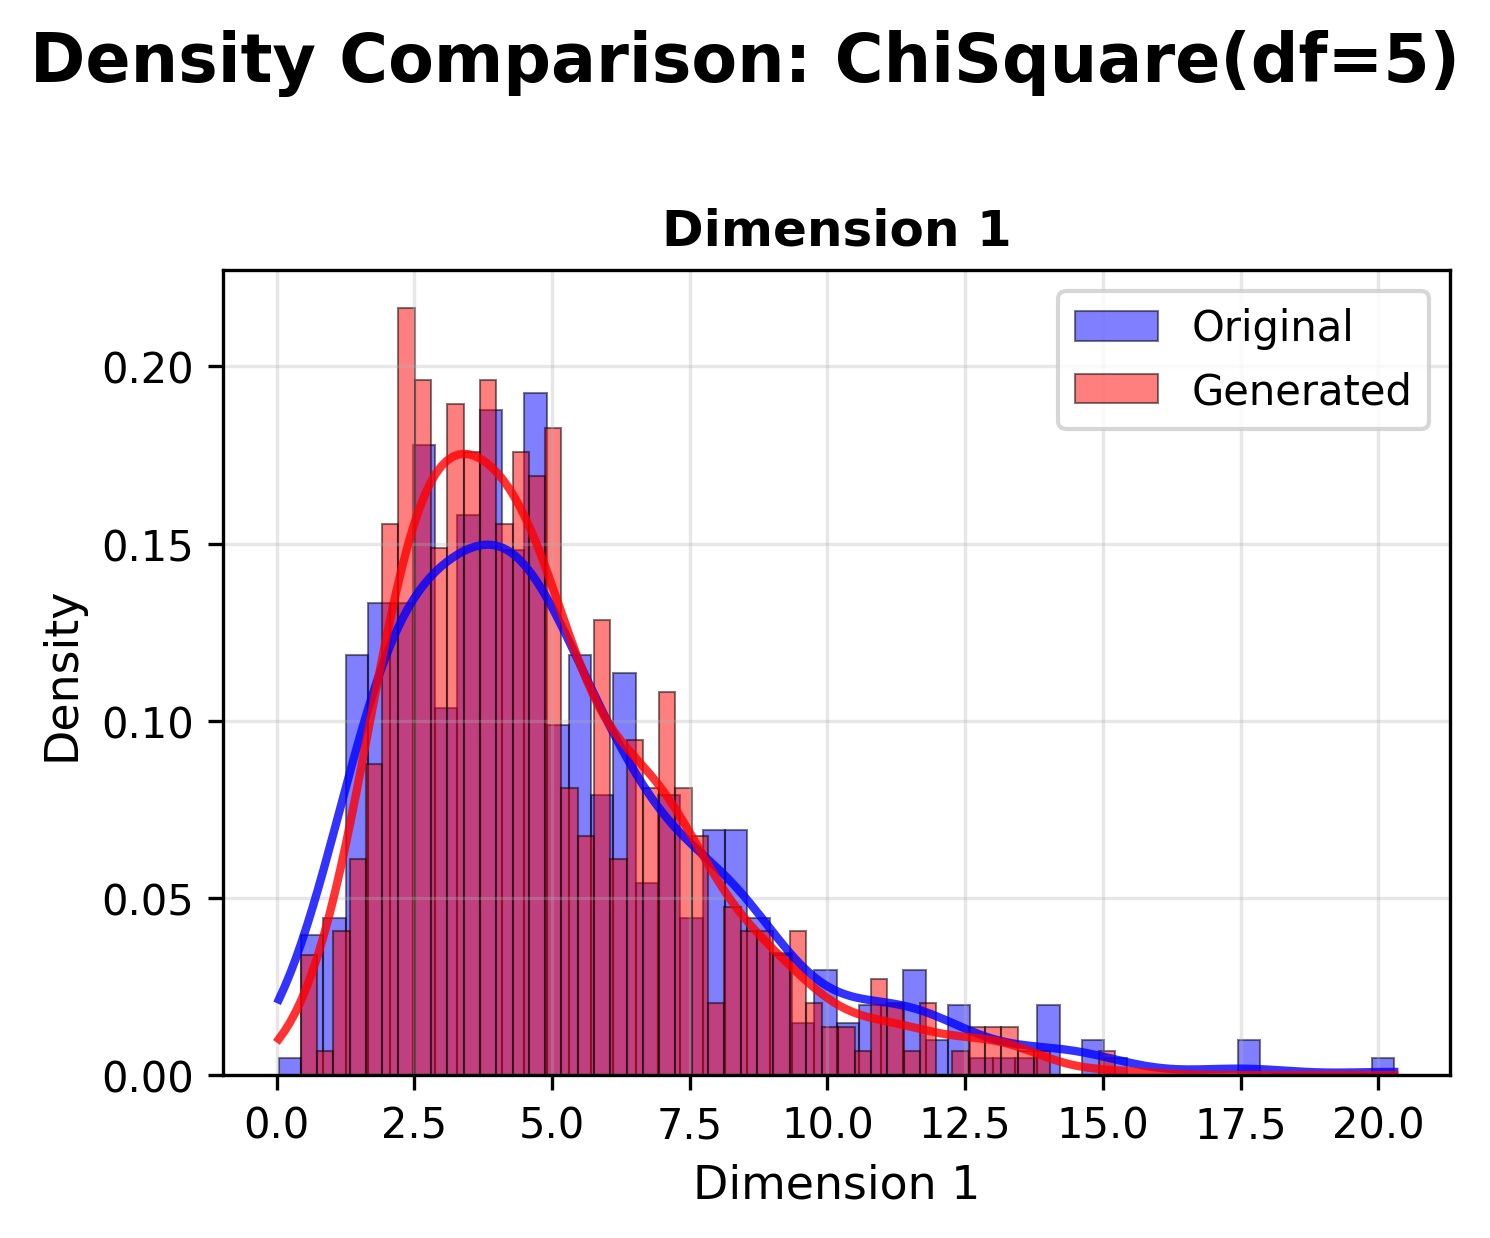 Density Comparison: ChiSquare(df=5)
Dimension 1
Original
Generated
Density
0.20
0.15
0.10
0.05
0.00
0.0 2.5 5.0 7.5 10.0 12.5 15.0 17.5 20.0
Dimension 1